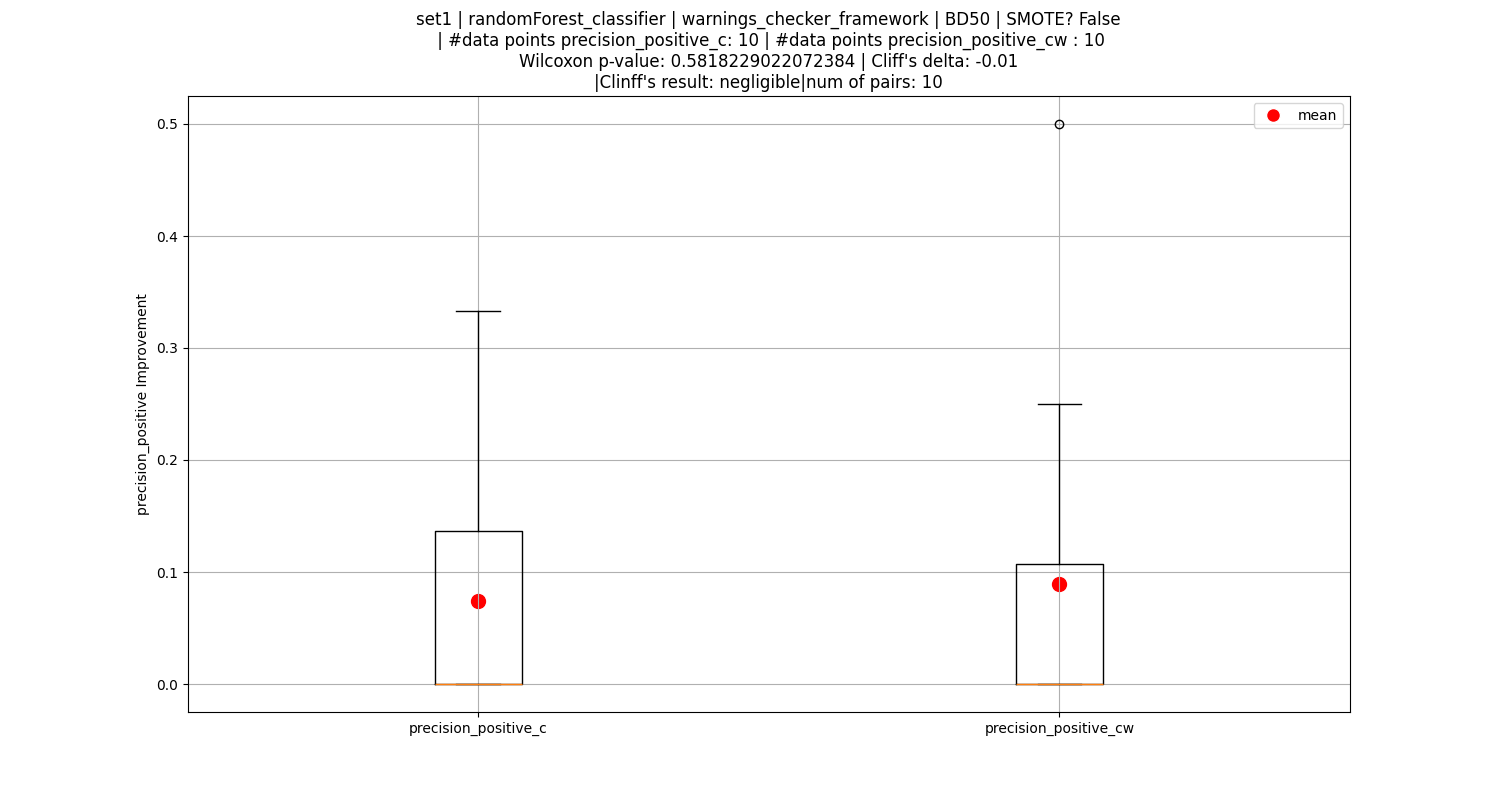 set1 | randomForest_classifier | warnings_checker_framework | BD50 | SMOTE? False
| #data points precision_positive_c: 10 | #data points precision_positive_cw : 10
Wilcoxon p-value: 0.5818229022072384 | Cliff's delta: -0.01
|Clinff's result: negligible|num of pairs: 10
mean
precision_positive Improvement
0.5
0.4
0.3
0.2
0.1
0.0
precision_positive_c
precision_positive_cw